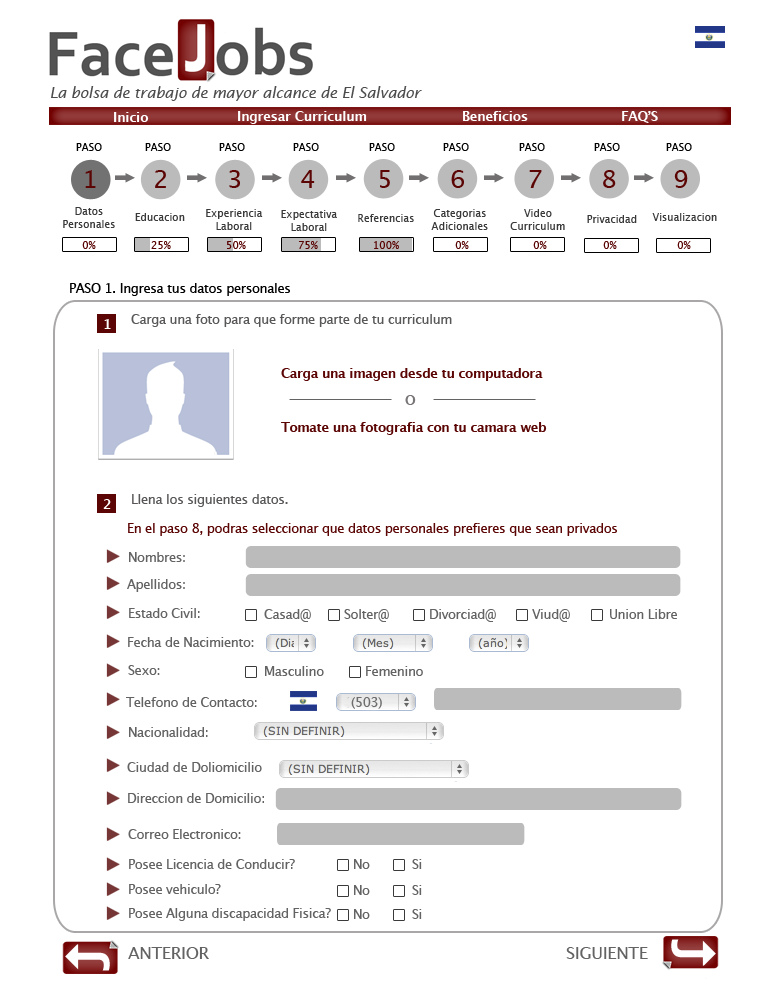 FaceJobs
La bolsa de trabajo de mayor alcance de El Salvador
Inicio Ingresar Curriculum Beneficios FAQ'S
PASO PASO PASO PASO PASO PASO PASO PASO PASO
1 2 3 4 5 6 7 8 9
Datos Personales Educacion Experiencia Laboral Expectativa Laboral Referencias Categorias Adicionales Video Curriculum Privacidad Visualizacion
0% 25% 50% 75% 100% 0% 0% 0% 0%
PASO 1. Ingresa tus datos personales
1 Carga una foto para que forme parte de tu curriculum
Carga una imagen desde tu computadora
O
Tomate una fotografia con tu camara web
2 Llena los siguientes datos.
En el paso 8, podras seleccionar que datos personales prefieres que sean privados
Nombres:
Apellidos:
Estado Civil: Casad@ Solter@ Divorciad@ Viud@ Union Libre
Fecha de Nacimiento: (Dia (Mes) (año)
Sexo: Masculino Femenino
Telefono de Contacto: (503)
Nacionalidad: (SIN DEFINIR)
Ciudad de Doliomicilio (SIN DEFINIR)
Direccion de Domicilio:
Correo Electronico:
Posee Licencia de Conducir? No Si
Posee vehiculo? No Si
Posee Alguna discapacidad Fisica? No Si
ANTERIOR SIGUIENTE